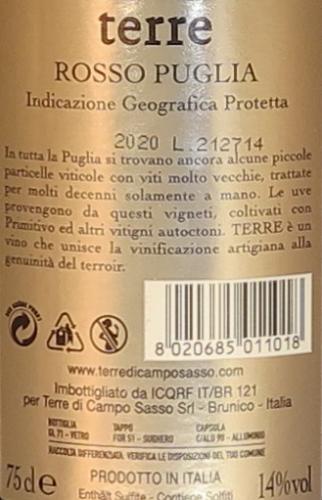 terre
ROSSO PUGLIA
Indicazione Geografica Protetta
2020 L.212714
In tutta la Puglia si trovano ancora alcune piccole
particelle viticole con viti molto vecchie, trattate
per molti decenni solamente a mano. Le uve
provengono da questi vigneti, coltivati con
Primitivo ed altri vitigni autoctoni. TERRE è un
vino che unisce la vinificazione artigiana alla
genuinità del terroir.
8 020685 011018
www.terredicamposasso.com
Imbottigliato da ICQRF IT/BR 121
per Terre di Campo Sasso Srl - Brunico - Italia
BOTTIGLIA TAPPO CAPSULA
GL 71 - VETRO FOR 51 - SUGHERO C/ALU 90 - ALLUMINIO
RACCOLTA DIFFERENZIATA. VERIFICA LE DISPOSIZIONI DEL TUO COMUNE
75cl e PRODOTTO IN ITALIA 14%vol
Enthält Sulfite - Contiene Solfiti